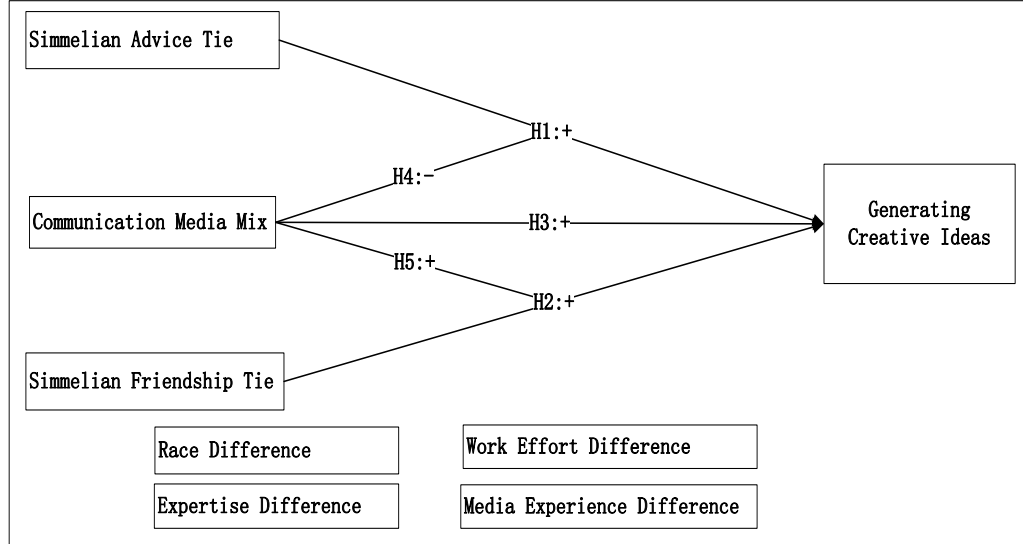 Simmelian Advice Tie
H1:+
H4:-
Communication Media Mix
H3:+
Generating
Creative Ideas
H5:+
H2:+
Simmelian Friendship Tie
Race Difference
Work Effort Difference
Expertise Difference
Media Experience Difference